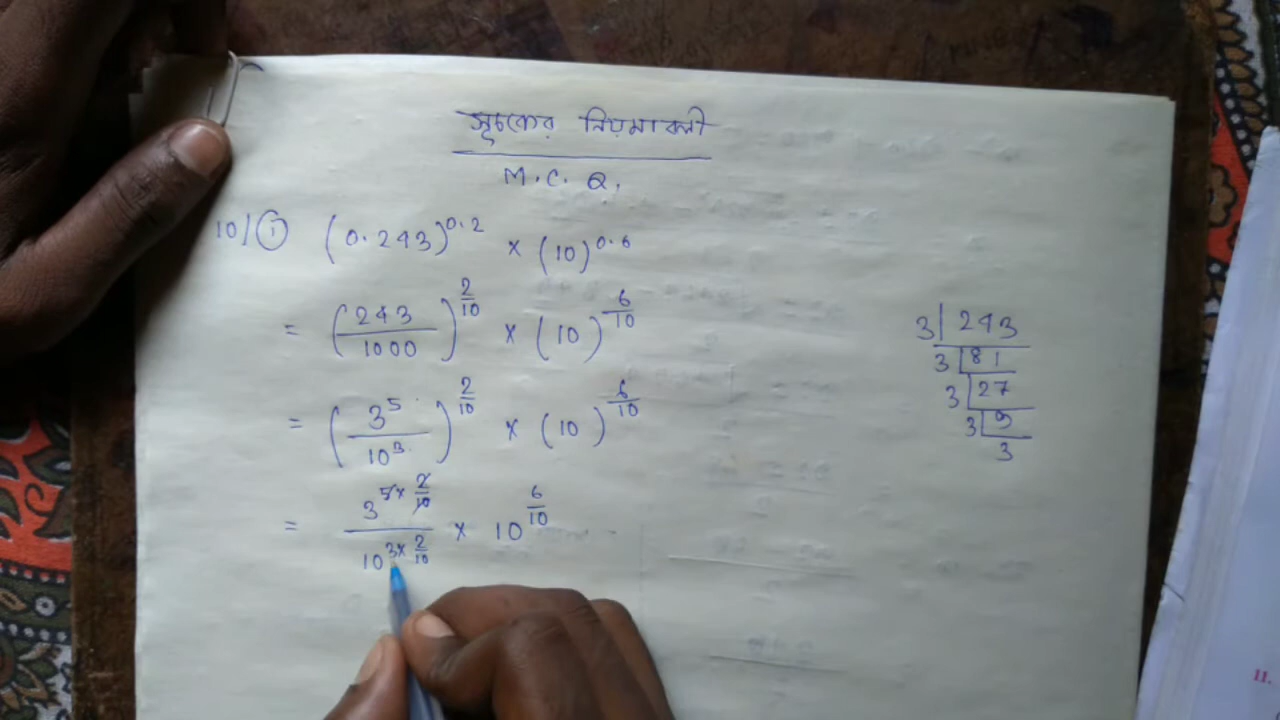 সূচকের নিয়মাবলী
M.C.Q.
10/① (0.243)^0.2 × (10)^0.6
= (243/1000)^(2/10) × (10)^(6/10)
= (3^5/10^3)^(2/10) × (10)^(6/10)
= 3^(5×2/10)/10^(3×2/10) × 10^(6/10)
3 | 243
3 | 81
3 | 27
3 | 9
3
11.